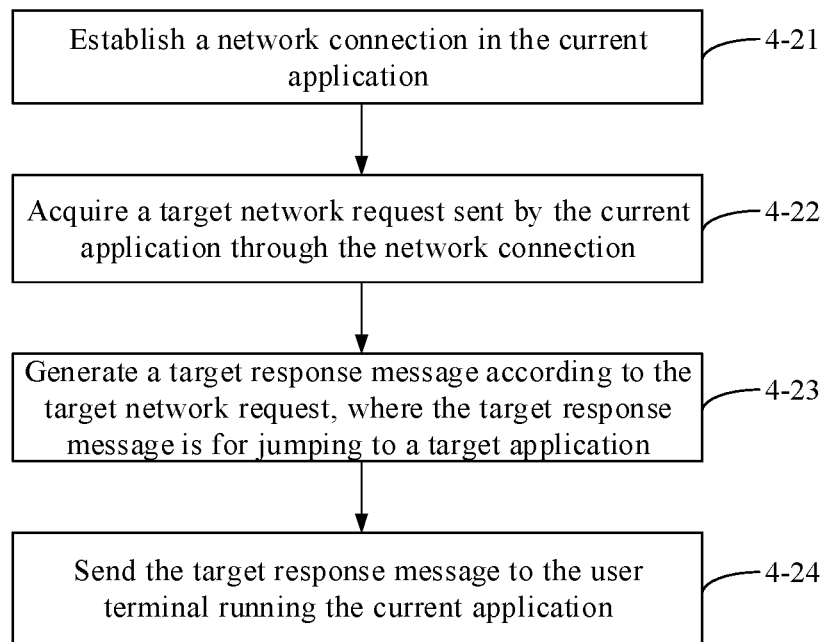 Establish a network connection in the current
application
4-21
Acquire a target network request sent by the current
application through the network connection
4-22
Generate a target response message according to the
target network request, where the target response
message is for jumping to a target application
4-23
Send the target response message to the user
terminal running the current application
4-24